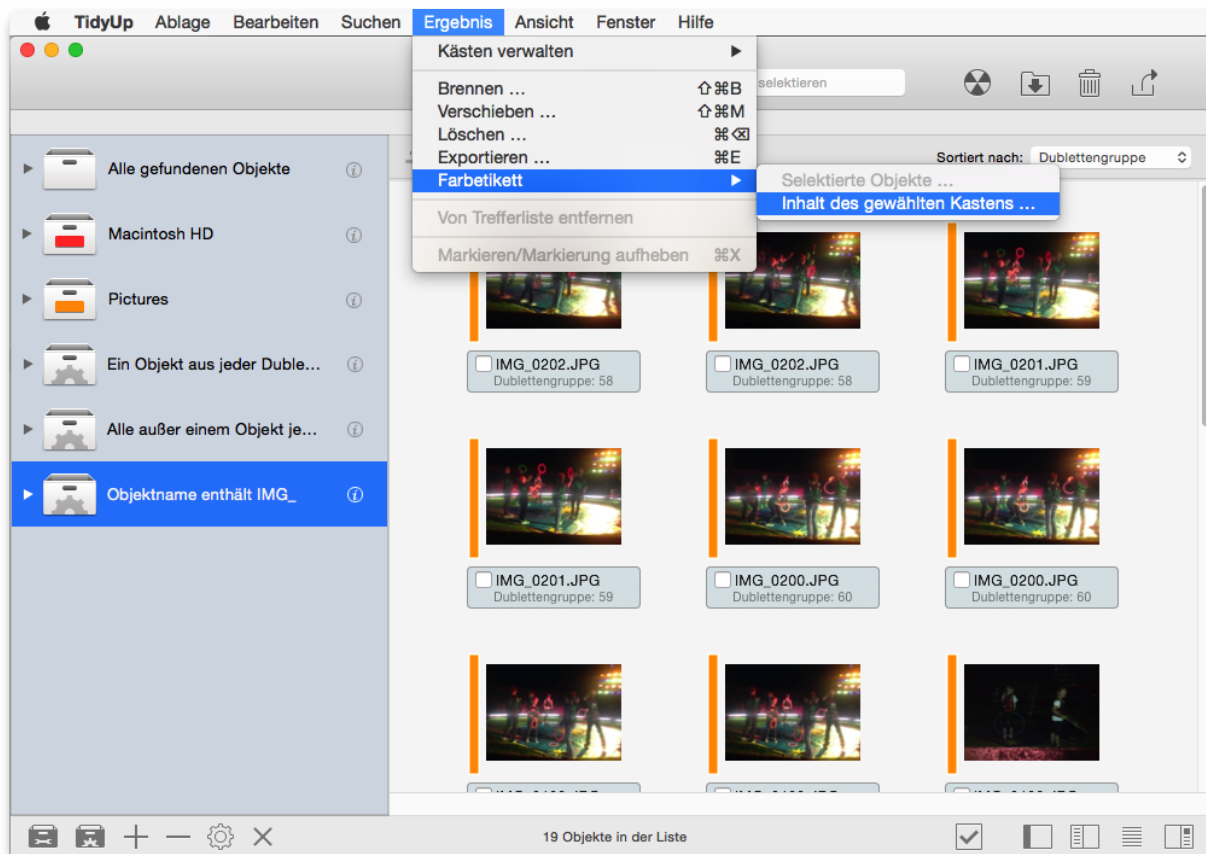 TidyUp Ablage Bearbeiten Suchen Ergebnis Ansicht Fenster Hilfe
Kästen verwalten
Brennen … ⇧⌘B
Verschieben … ⇧⌘M
Löschen … ⌘⌫
Exportieren … ⌘E
Farbetikett
Von Trefferliste entfernen
Markieren/Markierung aufheben ⌘X
Selektierte Objekte …
Inhalt des gewählten Kastens …
selektieren
Sortiert nach: Dublettengruppe
Alle gefundenen Objekte
Macintosh HD
Pictures
Ein Objekt aus jeder Duble...
Alle außer einem Objekt je...
Objektname enthält IMG_
IMG_0202.JPG
Dublettengruppe: 58
IMG_0202.JPG
Dublettengruppe: 58
IMG_0201.JPG
Dublettengruppe: 59
IMG_0201.JPG
Dublettengruppe: 59
IMG_0200.JPG
Dublettengruppe: 60
IMG_0200.JPG
Dublettengruppe: 60
19 Objekte in der Liste